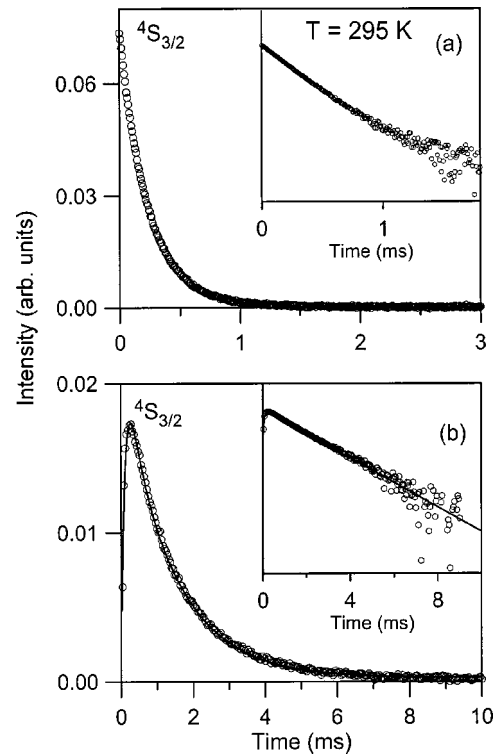 ⁴S₃/₂
T = 295 K
(a)
0.06
0.03
0.00
0
1
Time (ms)
0
1
2
3
Intensity (arb. units)
0.02
0.01
0.00
⁴S₃/₂
(b)
0
4
8
Time (ms)
0
2
4
6
8
10
Time (ms)